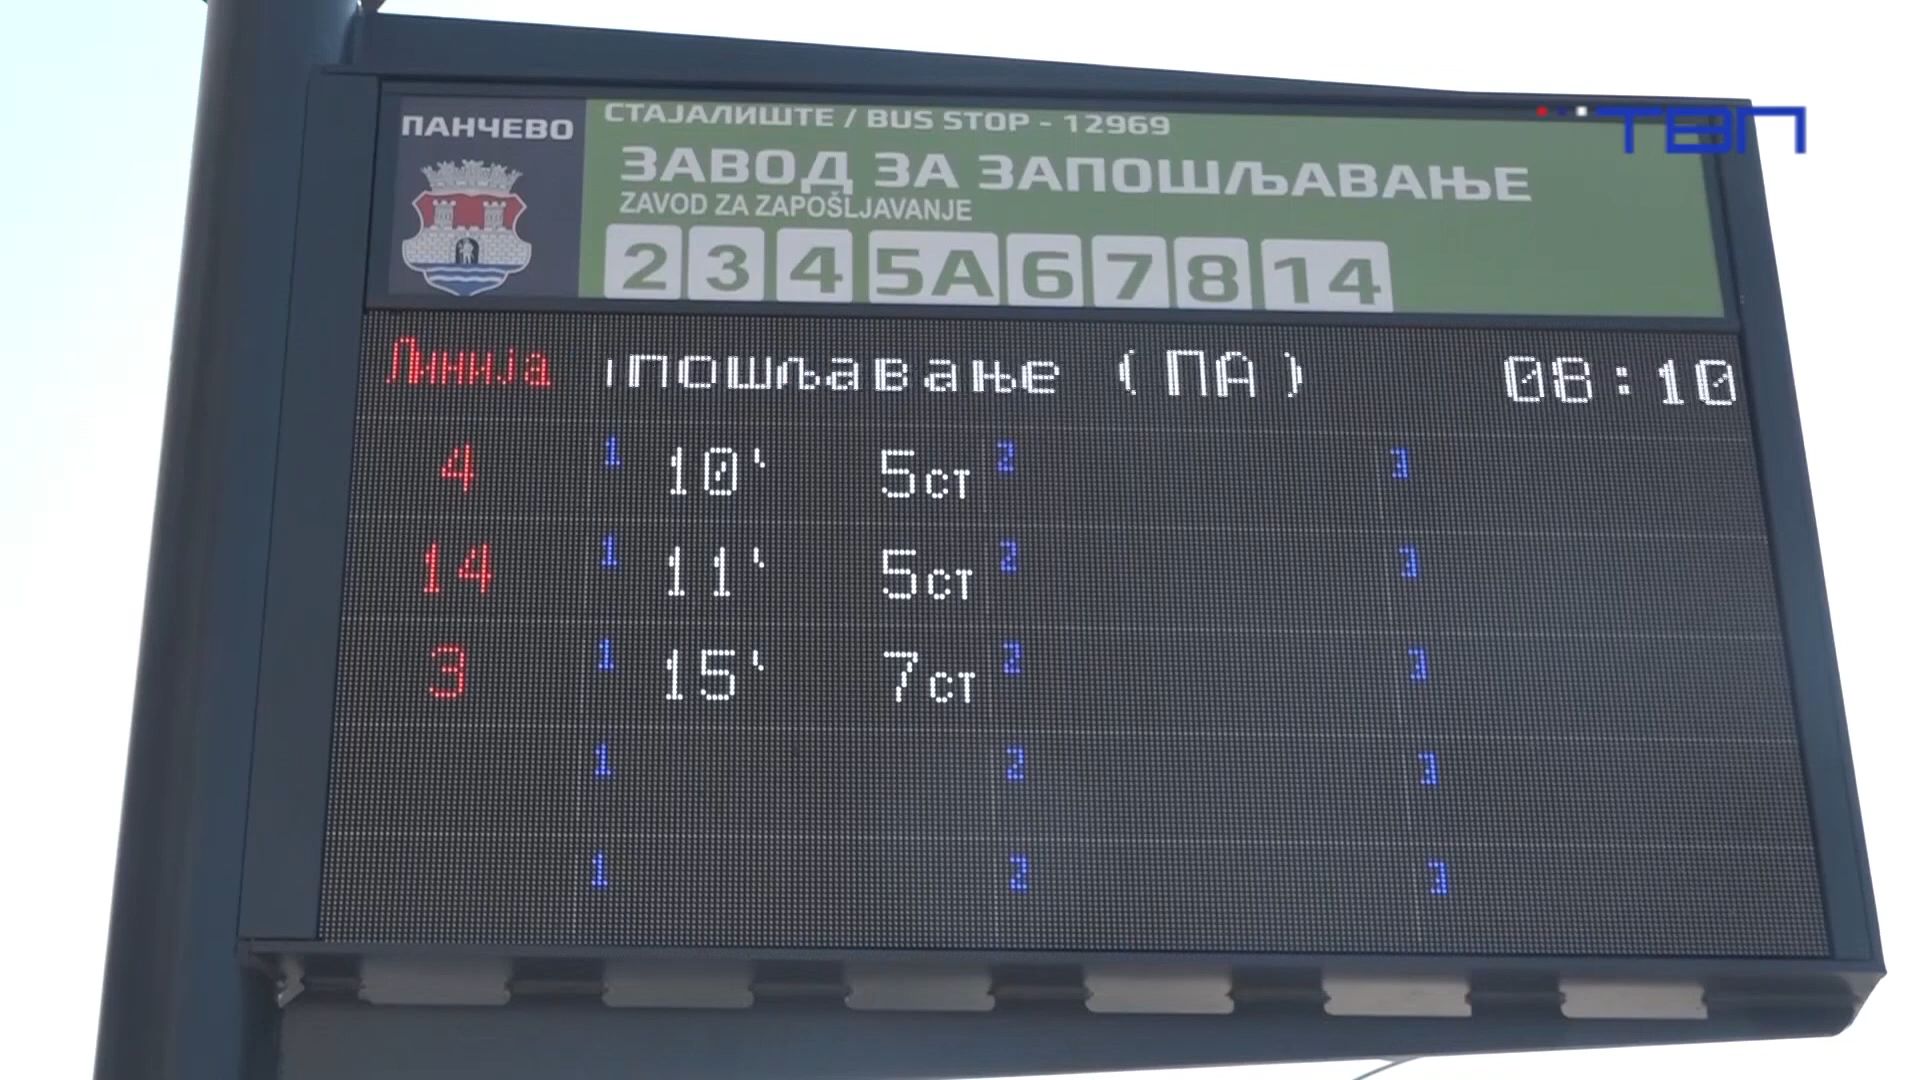 ТВП
ПАНЧЕВО
СТАЈАЛИШТЕ / BUS STOP - 12969
ЗАВОД ЗА ЗАПОШЉАВАЊЕ
ZAVOD ZA ZAPOŠLJAVANJE
2 3 4 5А 6 7 8 14
Линија пошљавање (ПА) 08:10
4 1 10' 5ст 2 3
14 1 11' 5ст 2 3
3 1 15' 7ст 2 3
1 2 3
1 2 3